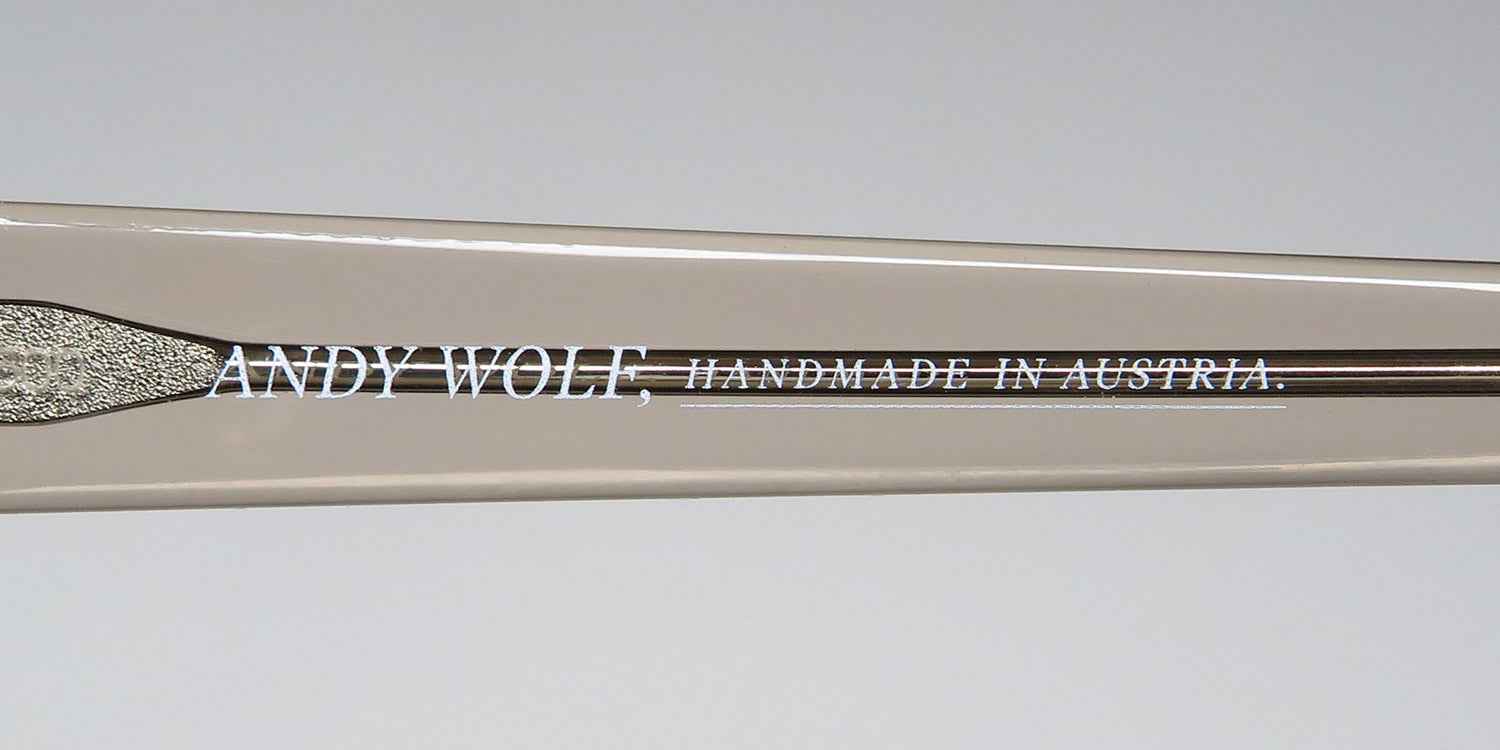 ANDY WOLF, HANDMADE IN AUSTRIA.